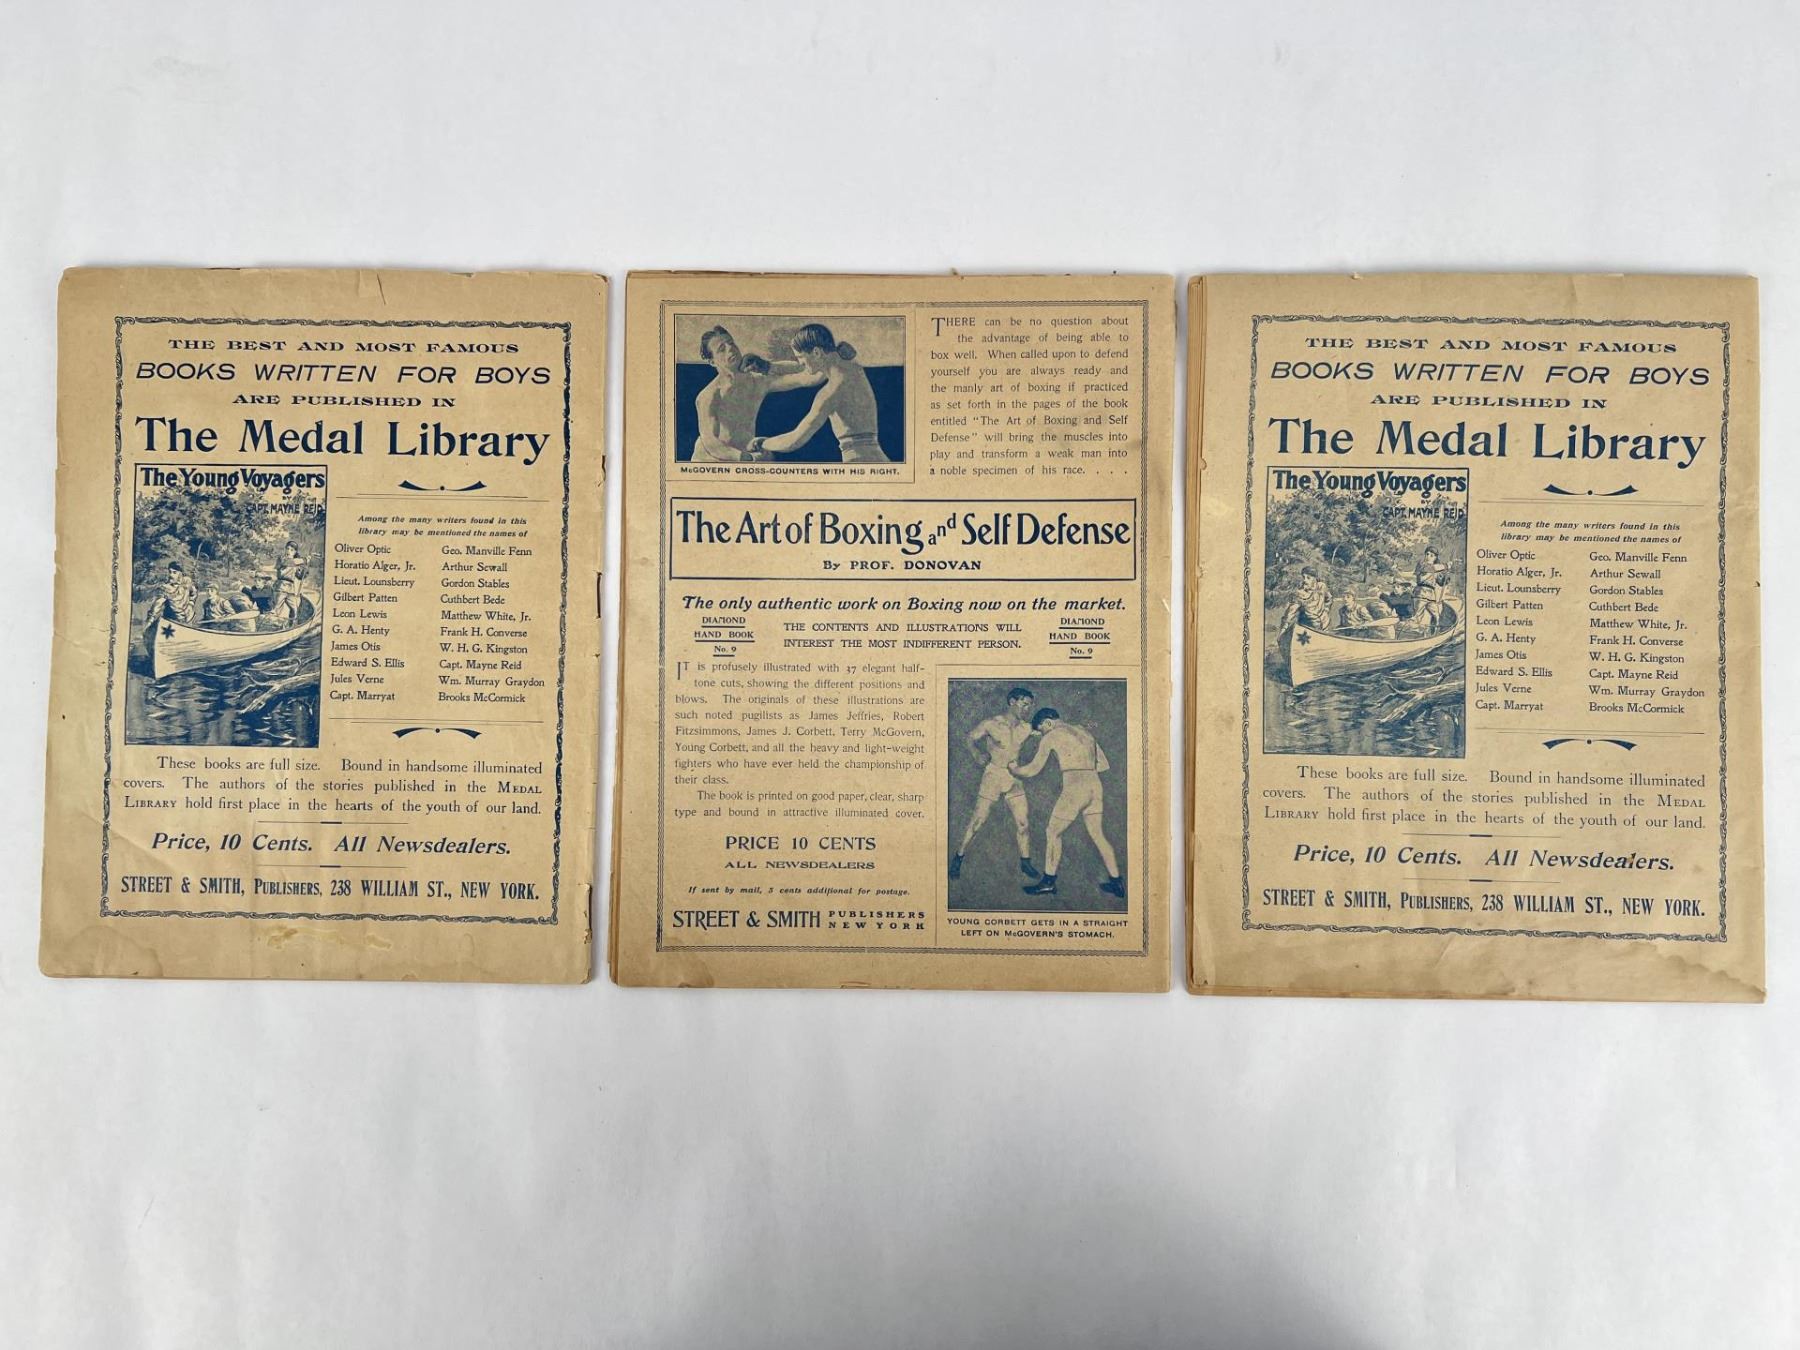 THE BEST AND MOST FAMOUS
BOOKS WRITTEN FOR BOYS
ARE PUBLISHED IN
The Medal Library
The Young Voyagers
BY
CAPT. MAYNE REID
Among the many writers found in this
library may be mentioned the names of
Oliver Optic
Horatio Alger, Jr.
Lieut. Lounsberry
Gilbert Patten
Leon Lewis
G. A. Henty
James Otis
Edward S. Ellis
Jules Verne
Capt. Marryat
Geo. Manville Fenn
Arthur Sewall
Gordon Stables
Cuthbert Bede
Matthew White, Jr.
Frank H. Converse
W. H. G. Kingston
Capt. Mayne Reid
Wm. Murray Graydon
Brooks McCormick
These books are full size. Bound in handsome illuminated
covers. The authors of the stories published in the MEDAL
LIBRARY hold first place in the hearts of the youth of our land.
Price, 10 Cents. All Newsdealers.
STREET & SMITH, PUBLISHERS, 238 WILLIAM ST., NEW YORK.
McGOVERN CROSS-COUNTERS WITH HIS RIGHT.
THERE can be no question about
the advantage of being able to
box well. When called upon to defend
yourself you are always ready and
the manly art of boxing if practiced
as set forth in the pages of the book
entitled "The Art of Boxing and Self
Defense" will bring the muscles into
play and transform a weak man into
a noble specimen of his race. . . .
The Art of Boxing and Self Defense
BY PROF. DONOVAN
The only authentic work on Boxing now on the market.
DIAMOND
HAND BOOK
No. 9
THE CONTENTS AND ILLUSTRATIONS WILL
INTEREST THE MOST INDIFFERENT PERSON.
DIAMOND
HAND BOOK
No. 9
IT is profusely illustrated with 37 elegant half-
tone cuts, showing the different positions and
blows. The originals of these illustrations are
such noted pugilists as James Jeffries, Robert
Fitzsimmons, James J. Corbett, Terry McGovern,
Young Corbett, and all the heavy and light-weight
fighters who have ever held the championship of
their class.
The book is printed on good paper, clear, sharp
type and bound in attractive illuminated cover.
PRICE 10 CENTS
ALL NEWSDEALERS
If sent by mail, 3 cents additional for postage.
STREET & SMITH PUBLISHERS
NEW YORK
YOUNG CORBETT GETS IN A STRAIGHT
LEFT ON McGOVERN'S STOMACH.
THE BEST AND MOST FAMOUS
BOOKS WRITTEN FOR BOYS
ARE PUBLISHED IN
The Medal Library
The Young Voyagers
BY
CAPT. MAYNE REID
Among the many writers found in this
library may be mentioned the names of
Oliver Optic
Horatio Alger, Jr.
Lieut. Lounsberry
Gilbert Patten
Leon Lewis
G. A. Henty
James Otis
Edward S. Ellis
Jules Verne
Capt. Marryat
Geo. Manville Fenn
Arthur Sewall
Gordon Stables
Cuthbert Bede
Matthew White, Jr.
Frank H. Converse
W. H. G. Kingston
Capt. Mayne Reid
Wm. Murray Graydon
Brooks McCormick
These books are full size. Bound in handsome illuminated
covers. The authors of the stories published in the MEDAL
LIBRARY hold first place in the hearts of the youth of our land.
Price, 10 Cents. All Newsdealers.
STREET & SMITH, PUBLISHERS, 238 WILLIAM ST., NEW YORK.